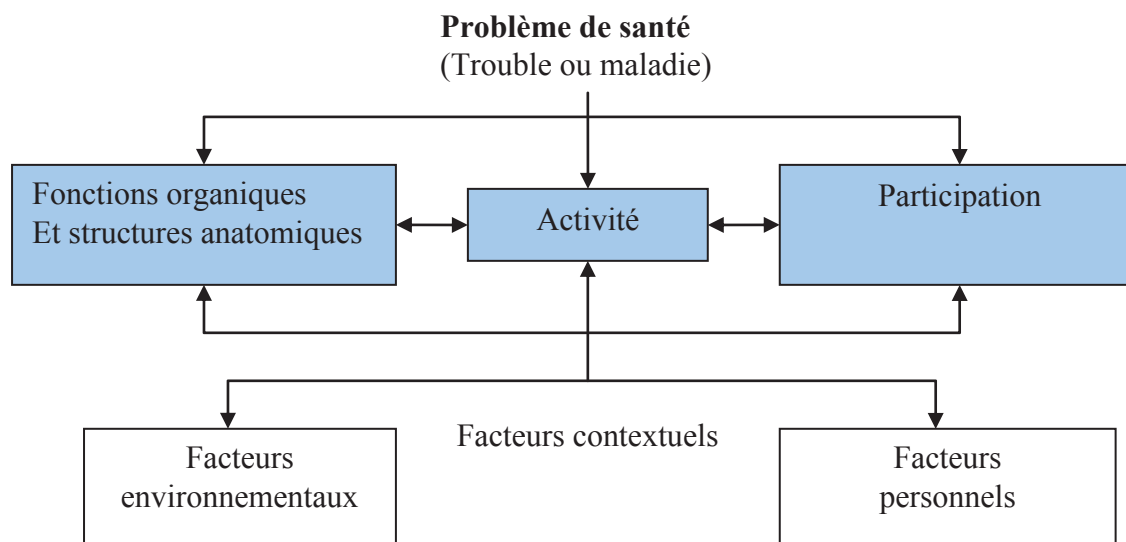 Problème de santé
(Trouble ou maladie)
Fonctions organiques
Et structures anatomiques
Activité
Participation
Facteurs contextuels
Facteurs
environnementaux
Facteurs
personnels